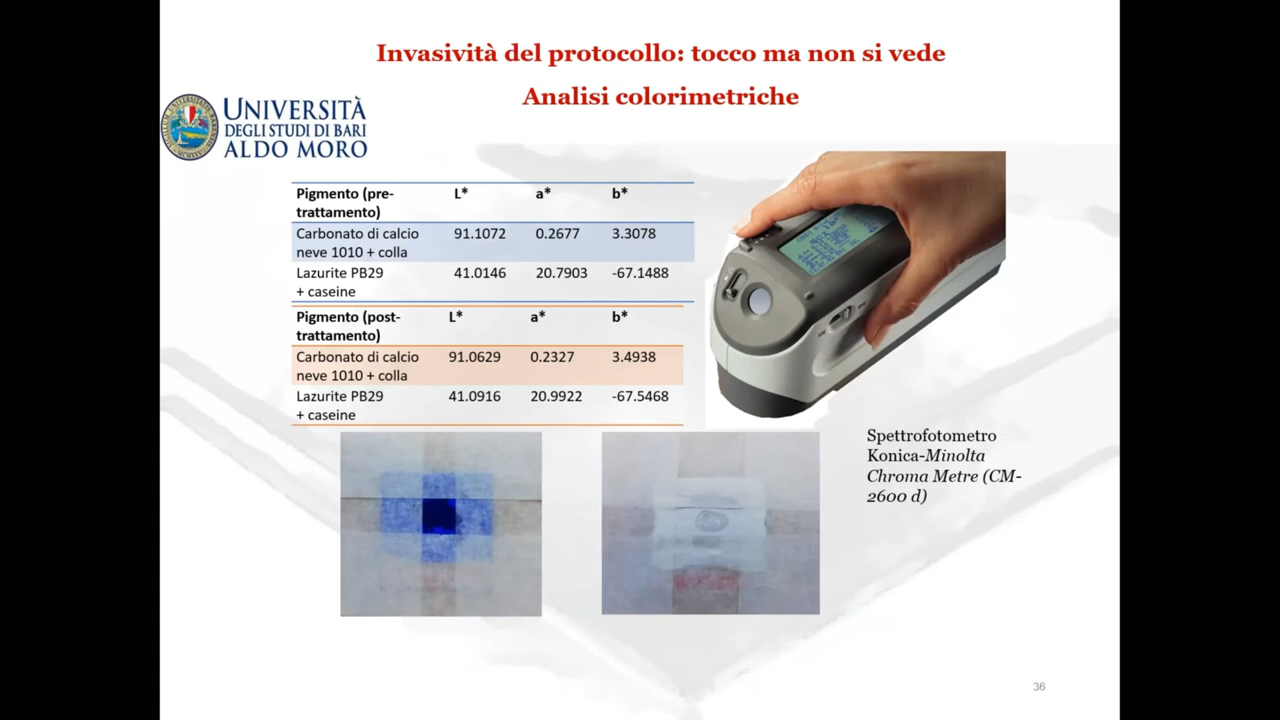 Invasività del protocollo: tocco ma non si vede
Analisi colorimetriche
UNIVERSITÀ
DEGLI STUDI DI BARI
ALDO MORO
Pigmento (pre-trattamento) L* a* b*
Carbonato di calcio neve 1010 + colla 91.1072 0.2677 3.3078
Lazurite PB29 + caseine 41.0146 20.7903 -67.1488
Pigmento (post-trattamento) L* a* b*
Carbonato di calcio neve 1010 + colla 91.0629 0.2327 3.4938
Lazurite PB29 + caseine 41.0916 20.9922 -67.5468
Spettrofotometro
Konica-Minolta
Chroma Metre (CM-
2600 d)
36